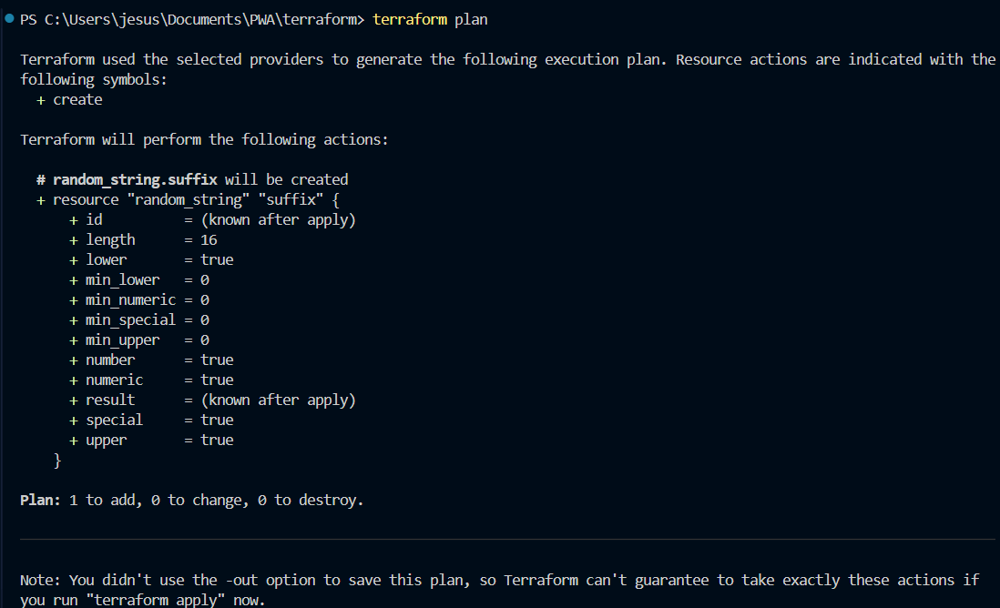 PS C:\Users\jesus\Documents\PWA\terraform> terraform plan
Terraform used the selected providers to generate the following execution plan. Resource actions are indicated with the
following symbols:
+ create
Terraform will perform the following actions:
# random_string.suffix will be created
+ resource "random_string" "suffix" {
+ id = (known after apply)
+ length = 16
+ lower = true
+ min_lower = 0
+ min_numeric = 0
+ min_special = 0
+ min_upper = 0
+ number = true
+ numeric = true
+ result = (known after apply)
+ special = true
+ upper = true
}
Plan: 1 to add, 0 to change, 0 to destroy.
Note: You didn't use the -out option to save this plan, so Terraform can't guarantee to take exactly these actions if
you run "terraform apply" now.